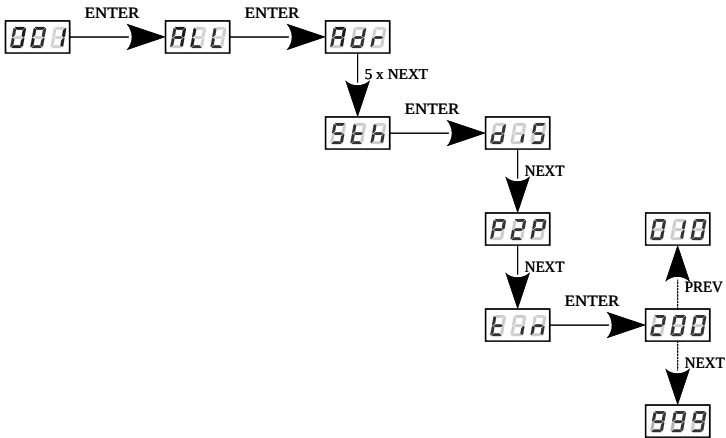 ENTER
ENTER
001
ALL
Adr
5 x NEXT
ENTER
Sth
diS
NEXT
P2P
010
NEXT
PREV
ENTER
tin
200
NEXT
999